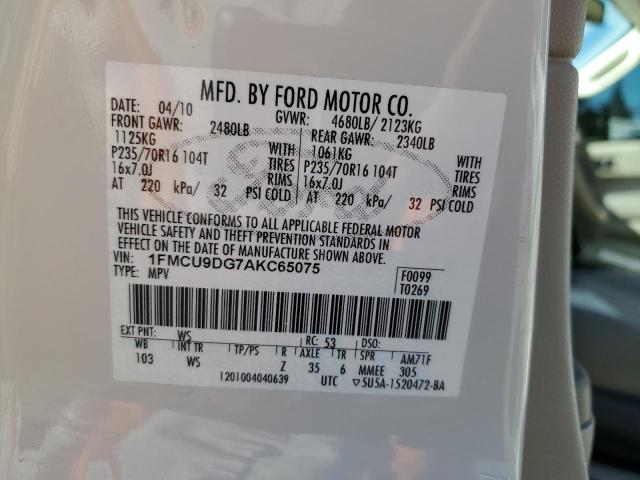 MFD. BY FORD MOTOR CO.
DATE: 04/10 GVWR: 4680LB/ 2123KG
FRONT GAWR: 2480LB REAR GAWR: 2340LB
1125KG WITH 1061KG WITH
P235/70R16 104T TIRES P235/70R16 104T TIRES
16x7.0J RIMS 16x7.0J RIMS
AT 220 kPa/ 32 PSI COLD AT 220 kPa/ 32 PSI COLD
THIS VEHICLE CONFORMS TO ALL APPLICABLE FEDERAL MOTOR
VEHICLE SAFETY AND THEFT PREVENTION STANDARDS IN
EFFECT ON THE DATE OF MANUFACTURE SHOWN ABOVE.
VIN: 1FMCU9DG7AKC65075
TYPE: MPV F0099
T0269
EXT PNT: WS RC: 53 DSO:
WB INT TR TP/PS R AXLE TR SPR AM71F
103 WS Z 35 6 MMEE 305
1201004040639 UTC ▽5U5A-1520472-BA